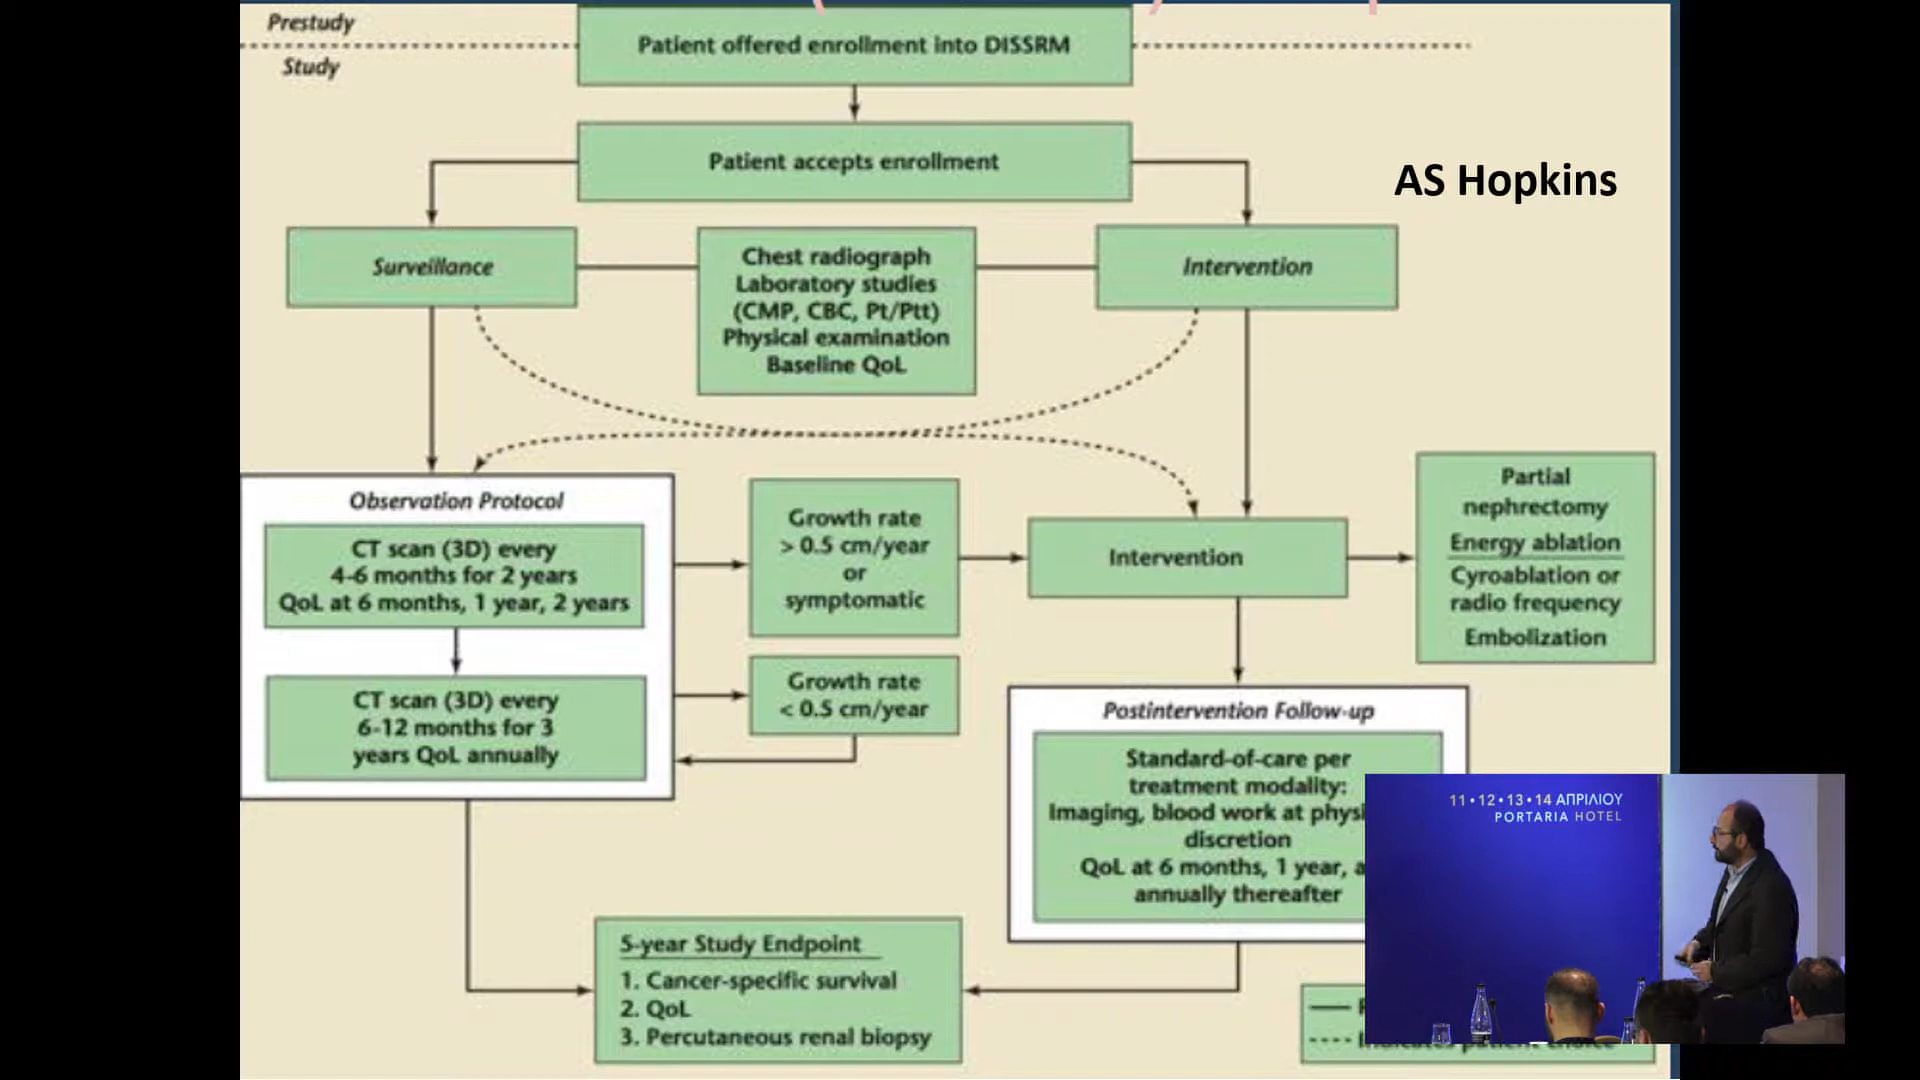 Prestudy
Study
Patient offered enrollment into DISSRM
Patient accepts enrollment
AS Hopkins
Surveillance
Chest radiograph
Laboratory studies
(CMP, CBC, Pt/Ptt)
Physical examination
Baseline QoL
Intervention
Observation Protocol
CT scan (3D) every
4-6 months for 2 years
QoL at 6 months, 1 year, 2 years
CT scan (3D) every
6-12 months for 3
years QoL annually
Growth rate
> 0.5 cm/year
or
symptomatic
Growth rate
< 0.5 cm/year
Intervention
Partial
nephrectomy
Energy ablation
Cyroablation or
radio frequency
Embolization
Postintervention Follow-up
Standard-of-care per
treatment modality:
Imaging, blood work at
discretion
QoL at 6 months, 1 year,
annually thereafter
5-year Study Endpoint
1. Cancer-specific survival
2. QoL
3. Percutaneous renal biopsy
11•12•13•14 ΑΠΡΙΛΙΟΥ
PORTARIA HOTEL